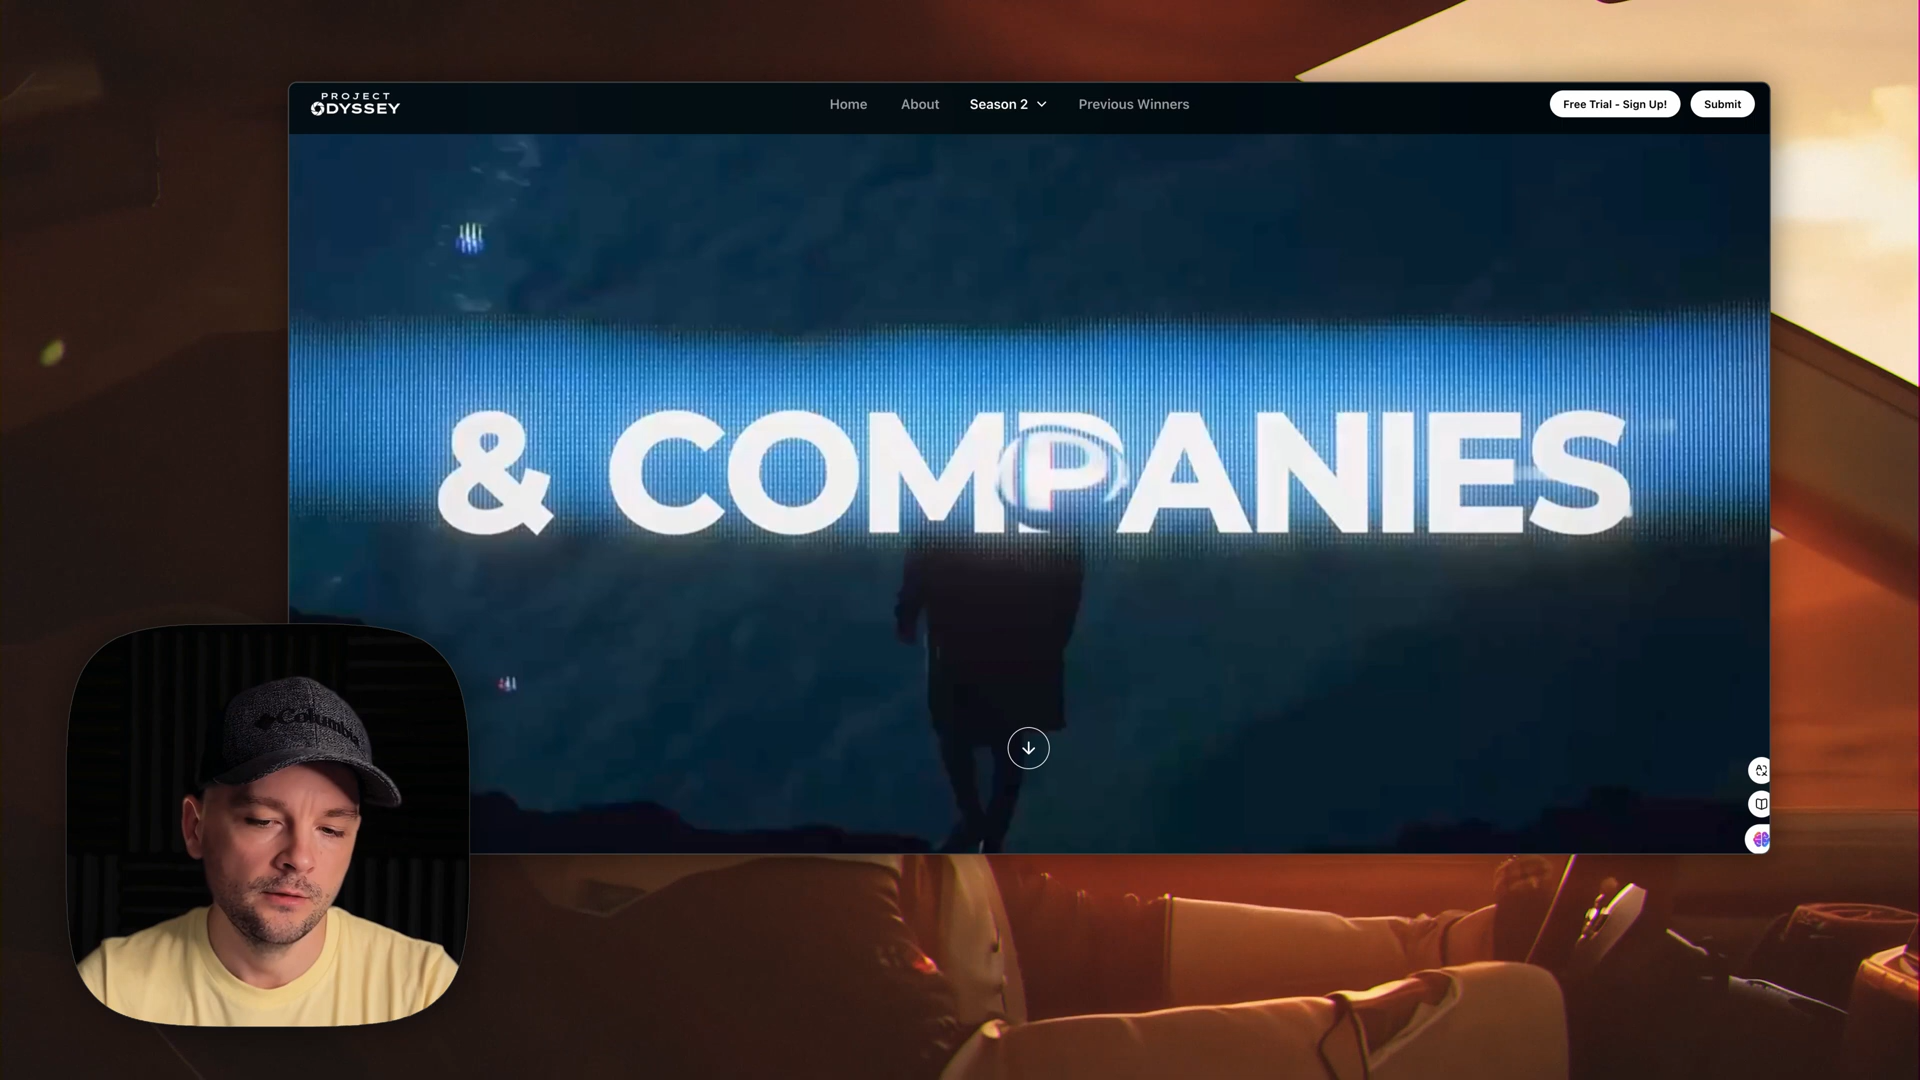 PROJECT
ODYSSEY
Home
About
Season 2
Previous Winners
Free Trial - Sign Up!
Submit
& COMPANIES
Columbia